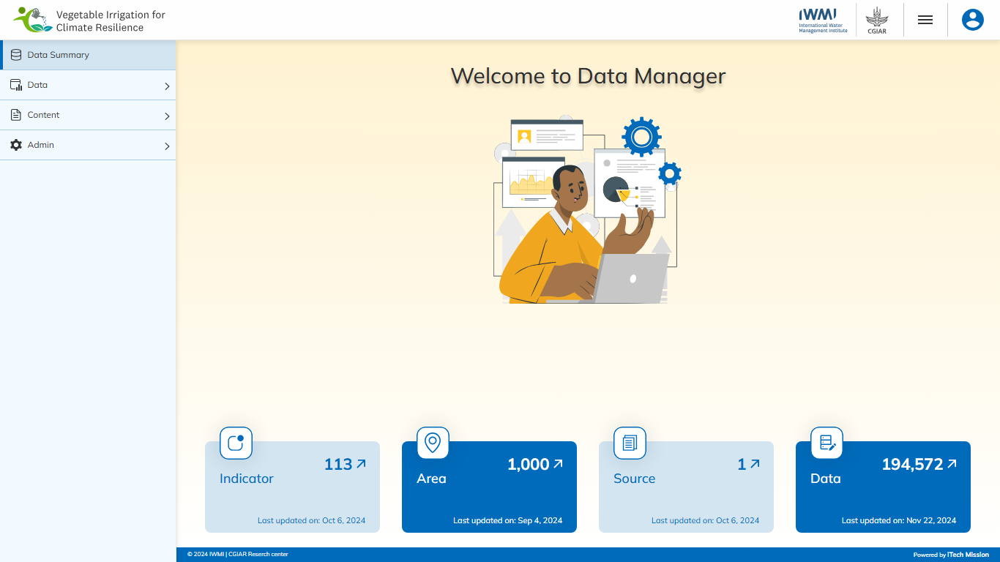 Vegetable Irrigation for
Climate Resilience
IWMI
International Water
Management Institute
CGIAR
Data Summary
Data
Content
Admin
Welcome to Data Manager
113
Indicator
Last updated on: Oct 6, 2024
1,000
Area
Last updated on: Sep 4, 2024
1
Source
Last updated on: Oct 6, 2024
194,572
Data
Last updated on: Nov 22, 2024
© 2024 IWMI | CGIAR Reserch center
Powered by iTech Mission